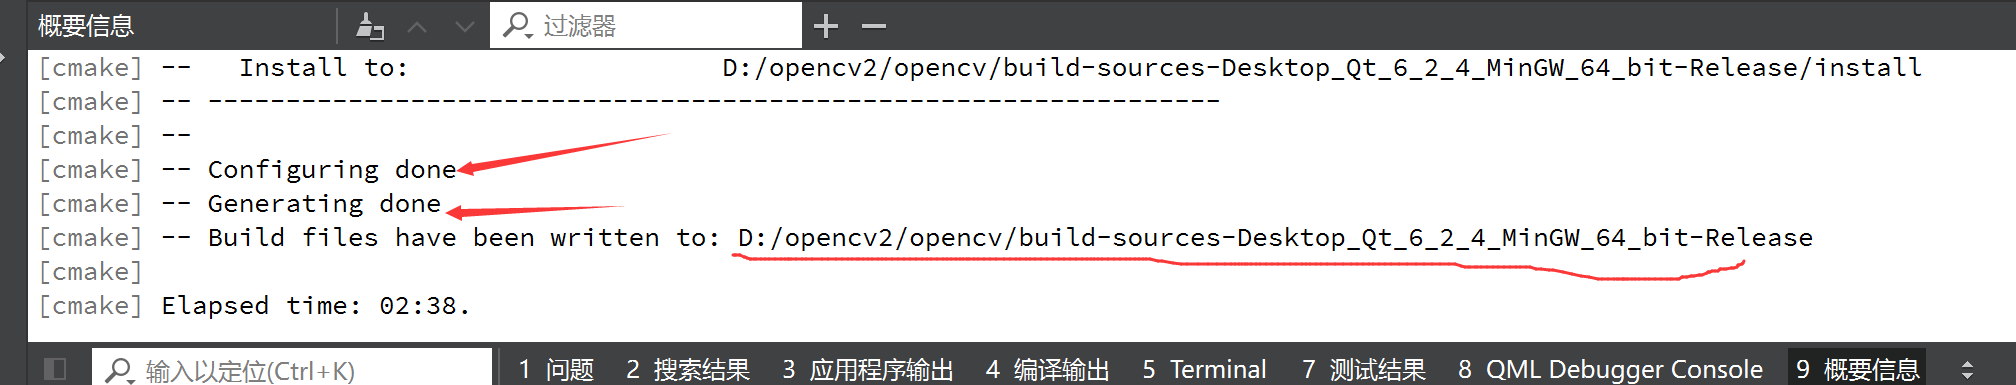 概要信息 过滤器
[cmake] --   Install to:                    D:/opencv2/opencv/build-sources-Desktop_Qt_6_2_4_MinGW_64_bit-Release/install
[cmake] -- -----------------------------------------------------------------
[cmake] --
[cmake] -- Configuring done
[cmake] -- Generating done
[cmake] -- Build files have been written to: D:/opencv2/opencv/build-sources-Desktop_Qt_6_2_4_MinGW_64_bit-Release
[cmake]
[cmake] Elapsed time: 02:38.
输入以定位(Ctrl+K) 1 问题 2 搜索结果 3 应用程序输出 4 编译输出 5 Terminal 7 测试结果 8 QML Debugger Console 9 概要信息